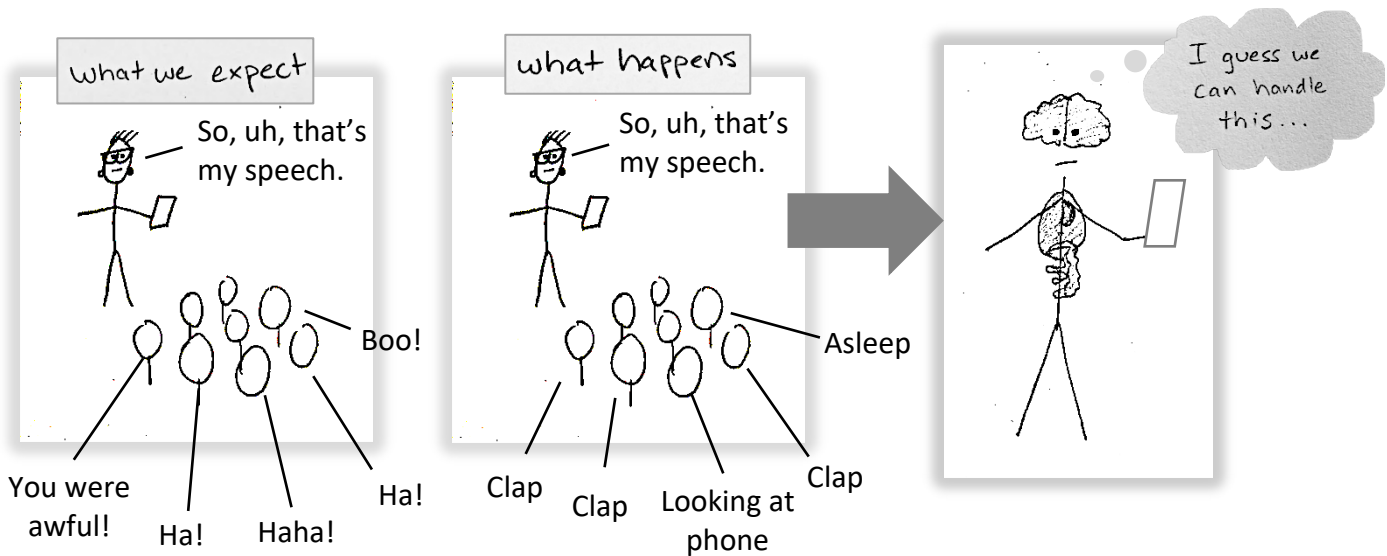 what we expect
So, uh, that's
my speech.
Boo!
You were
awful!
Ha!
Haha!
Ha!
what happens
So, uh, that's
my speech.
Asleep
Clap
Clap
Looking at
phone
Clap
I guess we
can handle
this...